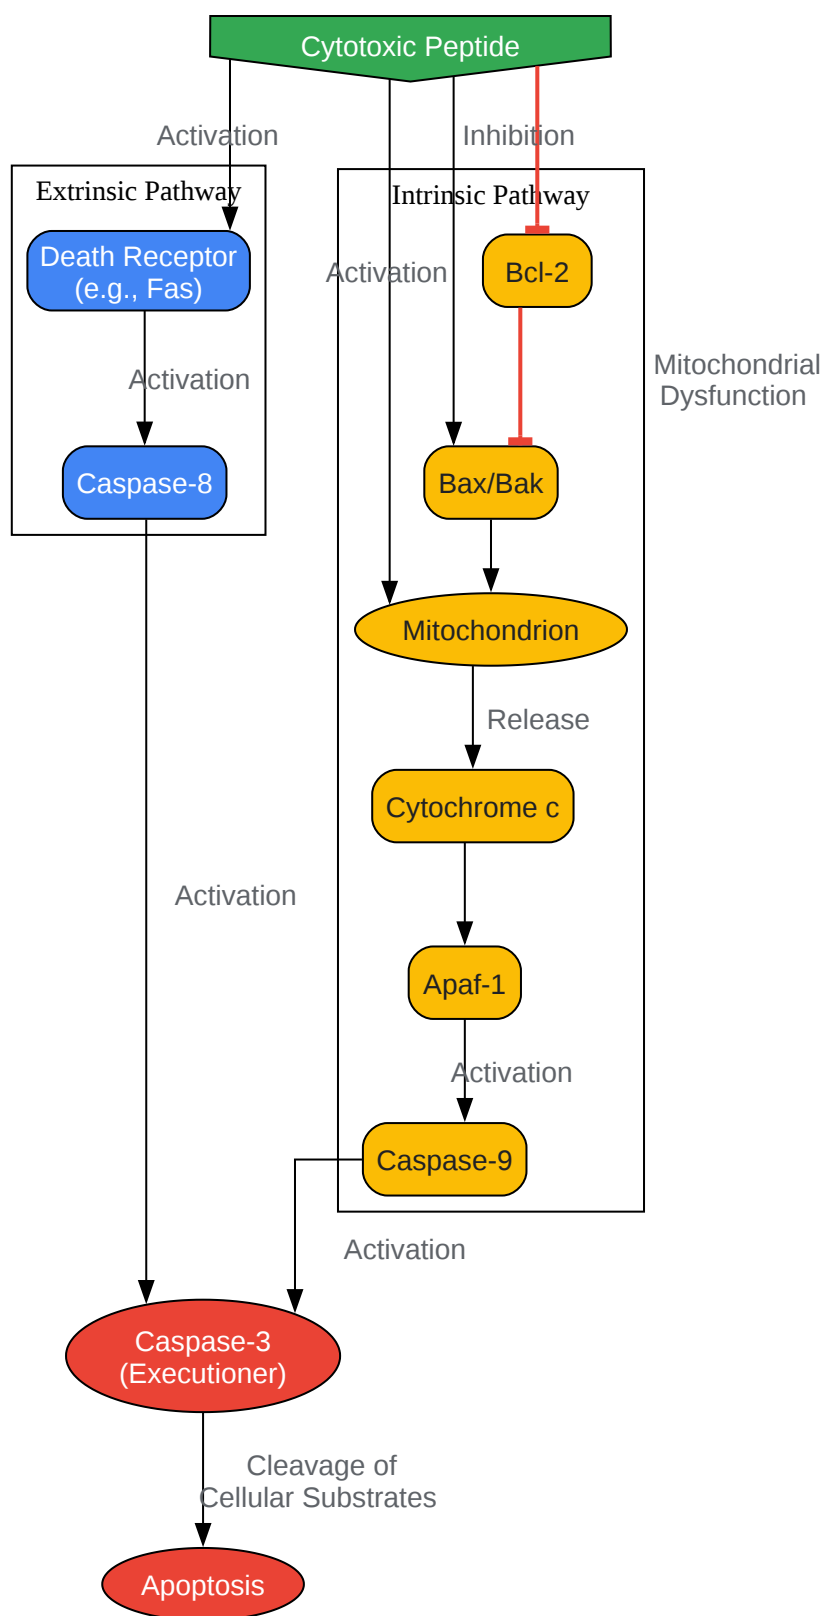 Cytotoxic Peptide
Activation
Inhibition
Extrinsic Pathway
Intrinsic Pathway
Death Receptor
(e.g., Fas)
Activation
Bcl-2
Mitochondrial
Dysfunction
Activation
Caspase-8
Bax/Bak
Mitochondrion
Release
Cytochrome c
Activation
Apaf-1
Activation
Caspase-9
Activation
Caspase-3
(Executioner)
Cleavage of
Cellular Substrates
Apoptosis